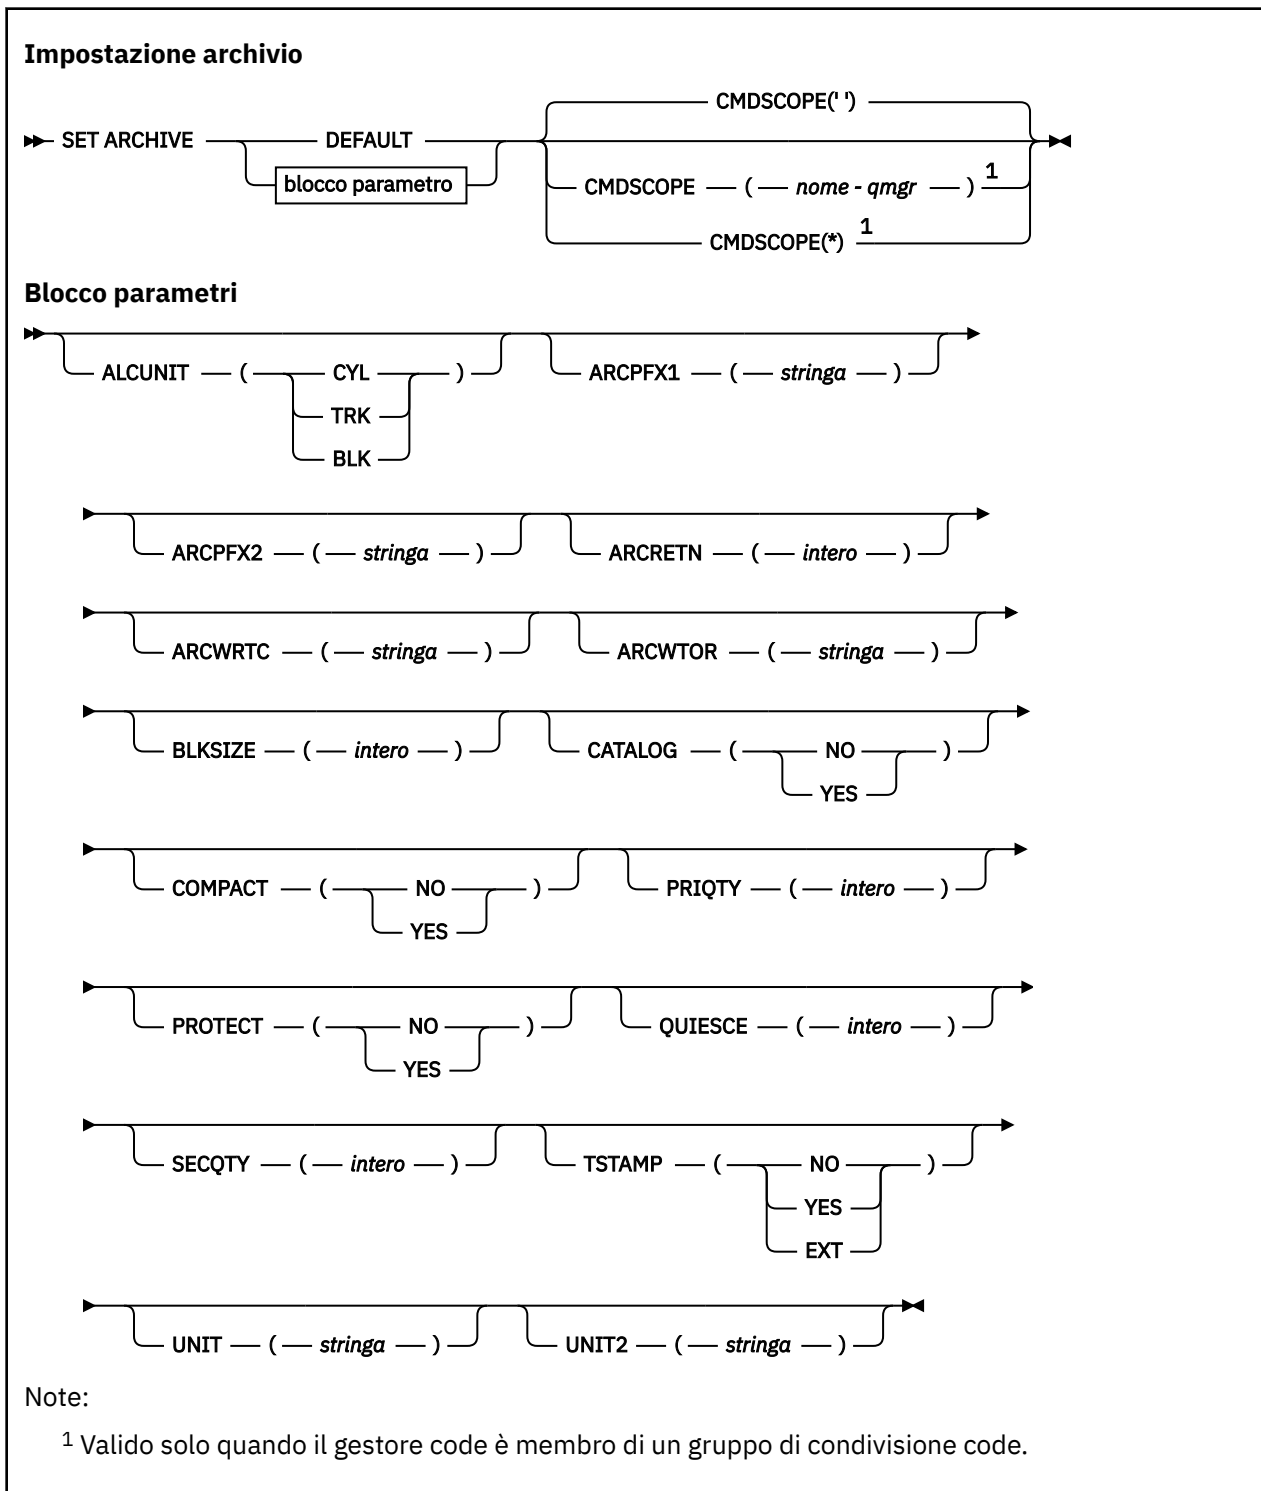 Impostazione archivio
CMDSCOPE(' ')
SET ARCHIVE DEFAULT
blocco parametro
CMDSCOPE ( nome - qmgr ) 1
CMDSCOPE(*) 1
Blocco parametri
ALCUNIT ( CYL ) ARCPFX1 ( stringa )
TRK
BLK
ARCPFX2 ( stringa ) ARCRETN ( intero )
ARCWRTC ( stringa ) ARCWTOR ( stringa )
BLKSIZE ( intero ) CATALOG ( NO )
YES
COMPACT ( NO ) PRIQTY ( intero )
YES
PROTECT ( NO ) QUIESCE ( intero )
YES
SECQTY ( intero ) TSTAMP ( NO )
YES
EXT
UNIT ( stringa ) UNIT2 ( stringa )
Note:
1 Valido solo quando il gestore code è membro di un gruppo di condivisione code.